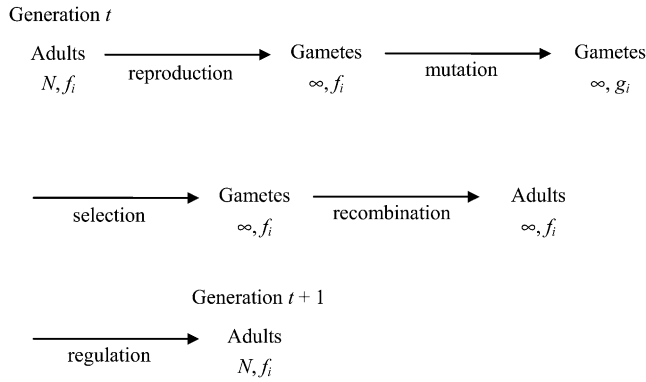 Generation t
Adults
N, fi
reproduction
Gametes
∞, fi
mutation
Gametes
∞, gi
selection
Gametes
∞, fi
recombination
Adults
∞, fi
Generation t + 1
regulation
Adults
N, fi